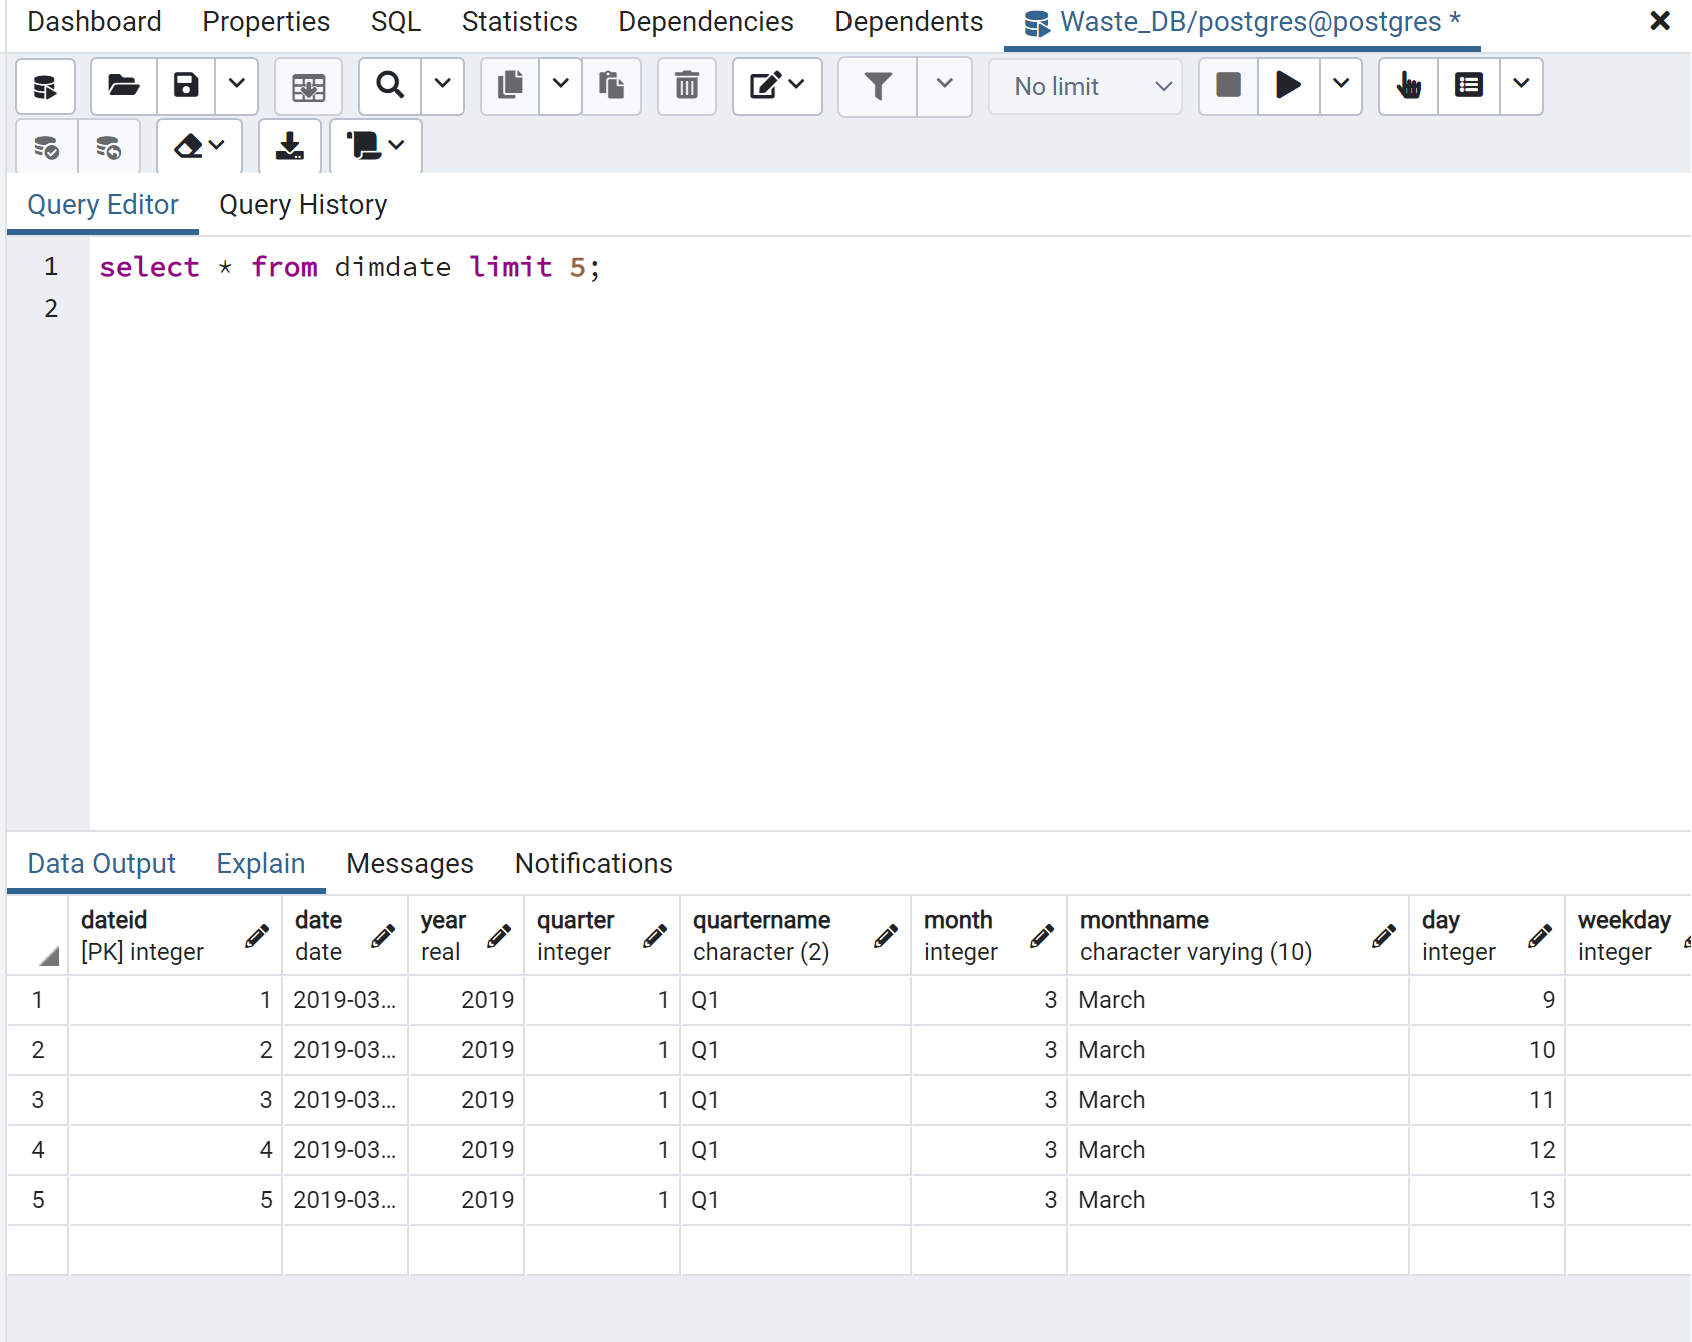 Dashboard Properties SQL Statistics Dependencies Dependents Waste_DB/postgres@postgres *
No limit
Query Editor Query History
1 select * from dimdate limit 5;
2
Data Output Explain Messages Notifications
dateid date year quarter quartername month monthname day weekday
[PK] integer date real integer character (2) integer character varying (10) integer integer
1 1 2019-03... 2019 1 Q1 3 March 9
2 2 2019-03... 2019 1 Q1 3 March 10
3 3 2019-03... 2019 1 Q1 3 March 11
4 4 2019-03... 2019 1 Q1 3 March 12
5 5 2019-03... 2019 1 Q1 3 March 13